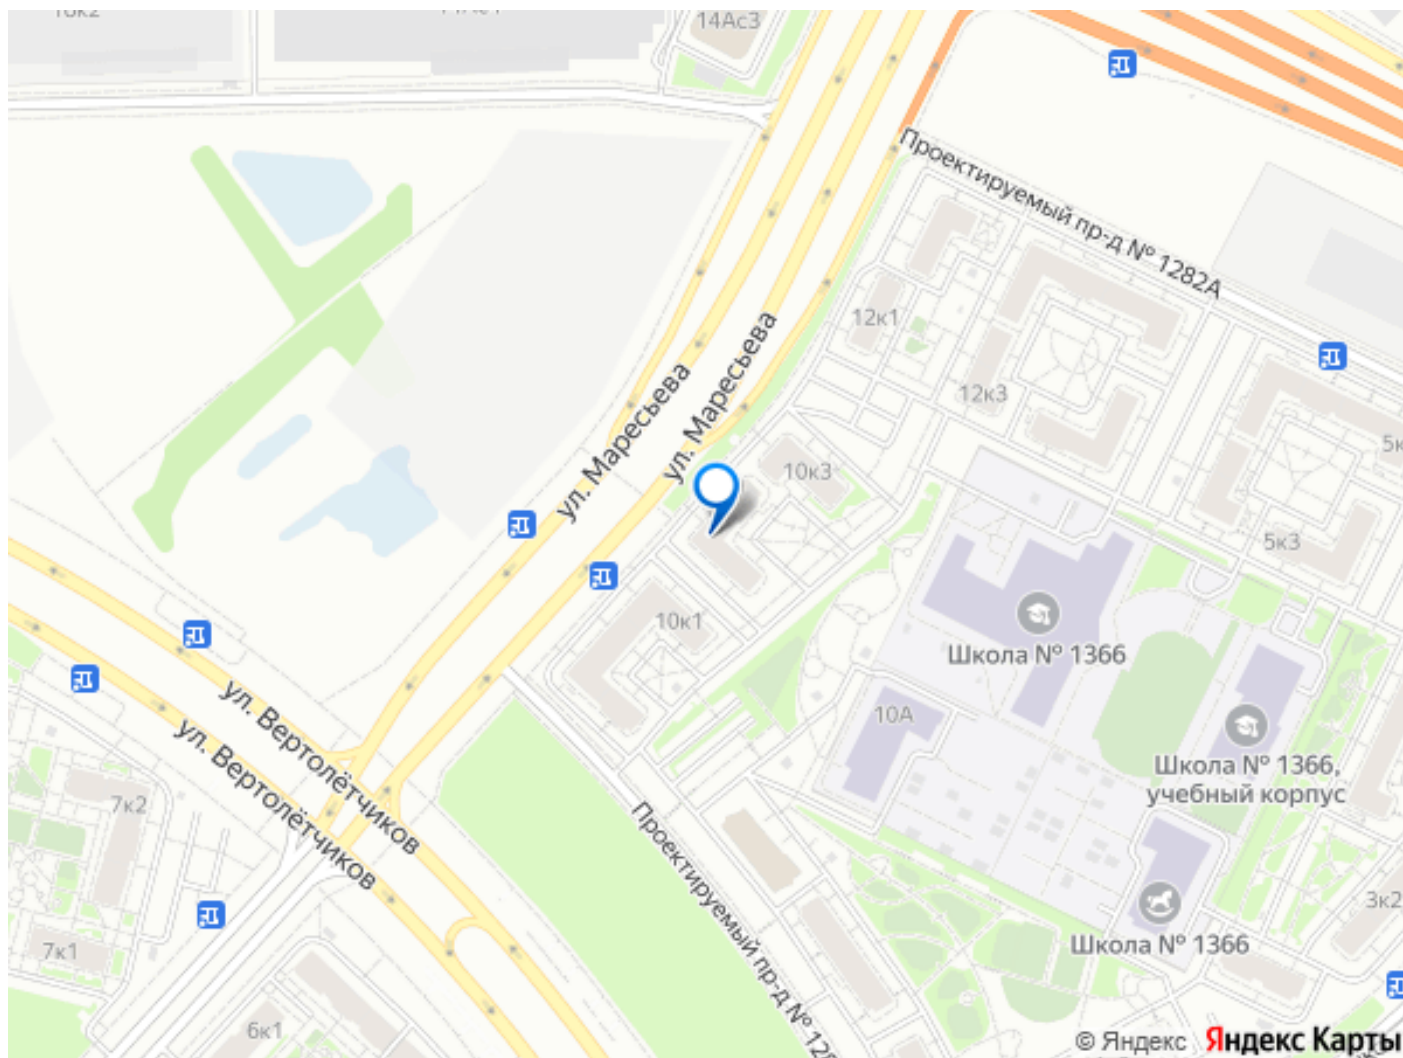 14Ас3
Проектируемый пр-д № 1282А
12к1
12к3
ул. Маресьева
ул. Маресьева
10к3
5к3
10к1
Школа № 1366
10А
ул. Вертолётчиков
ул. Вертолётчиков
Школа № 1366,
учебный корпус
7к2
Проектируемый пр-д № 128
3к2
7к1
Школа № 1366
6к1
© Яндекс Яндекс Карты